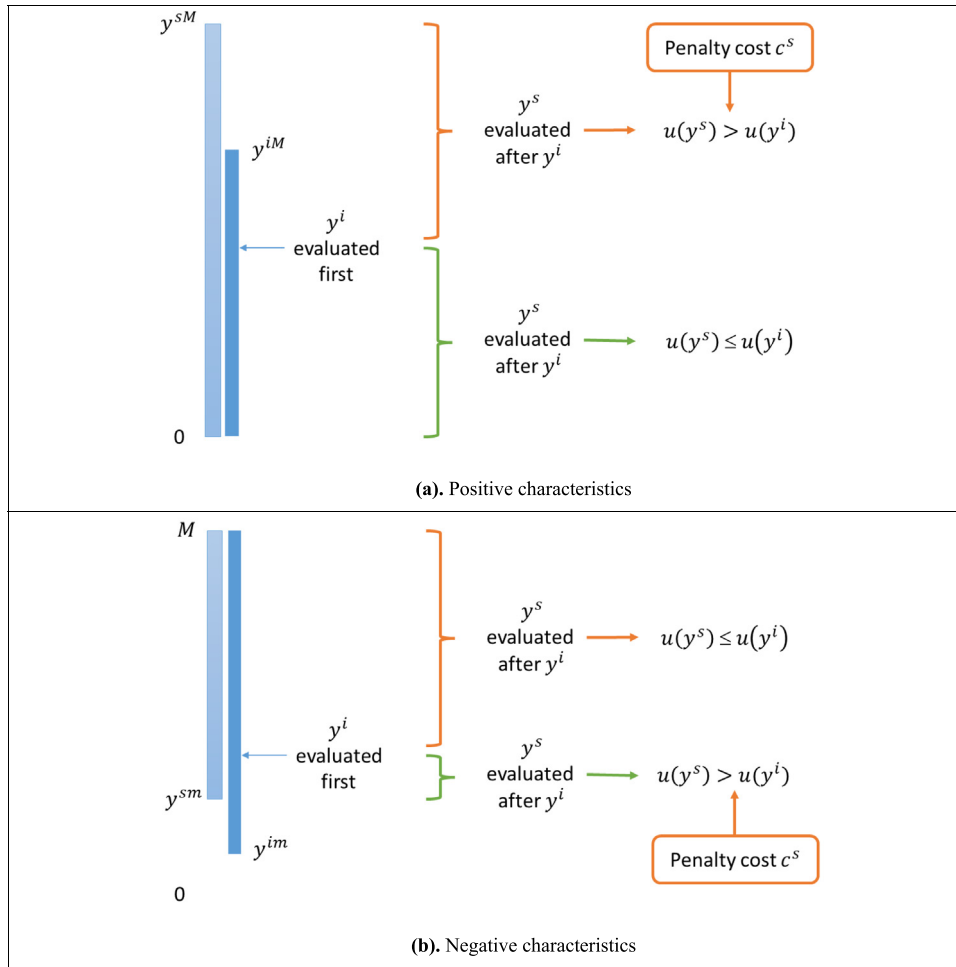 y^{sM}
Penalty cost c^s
y^s
evaluated
after y^i
u(y^s) > u(y^i)
y^{iM}
y^i
evaluated
first
y^s
evaluated
after y^i
u(y^s) ≤ u(y^i)
0
(a). Positive characteristics
M
y^s
evaluated
after y^i
u(y^s) ≤ u(y^i)
y^i
evaluated
first
y^s
evaluated
after y^i
u(y^s) > u(y^i)
y^{sm}
y^{im}
Penalty cost c^s
0
(b). Negative characteristics